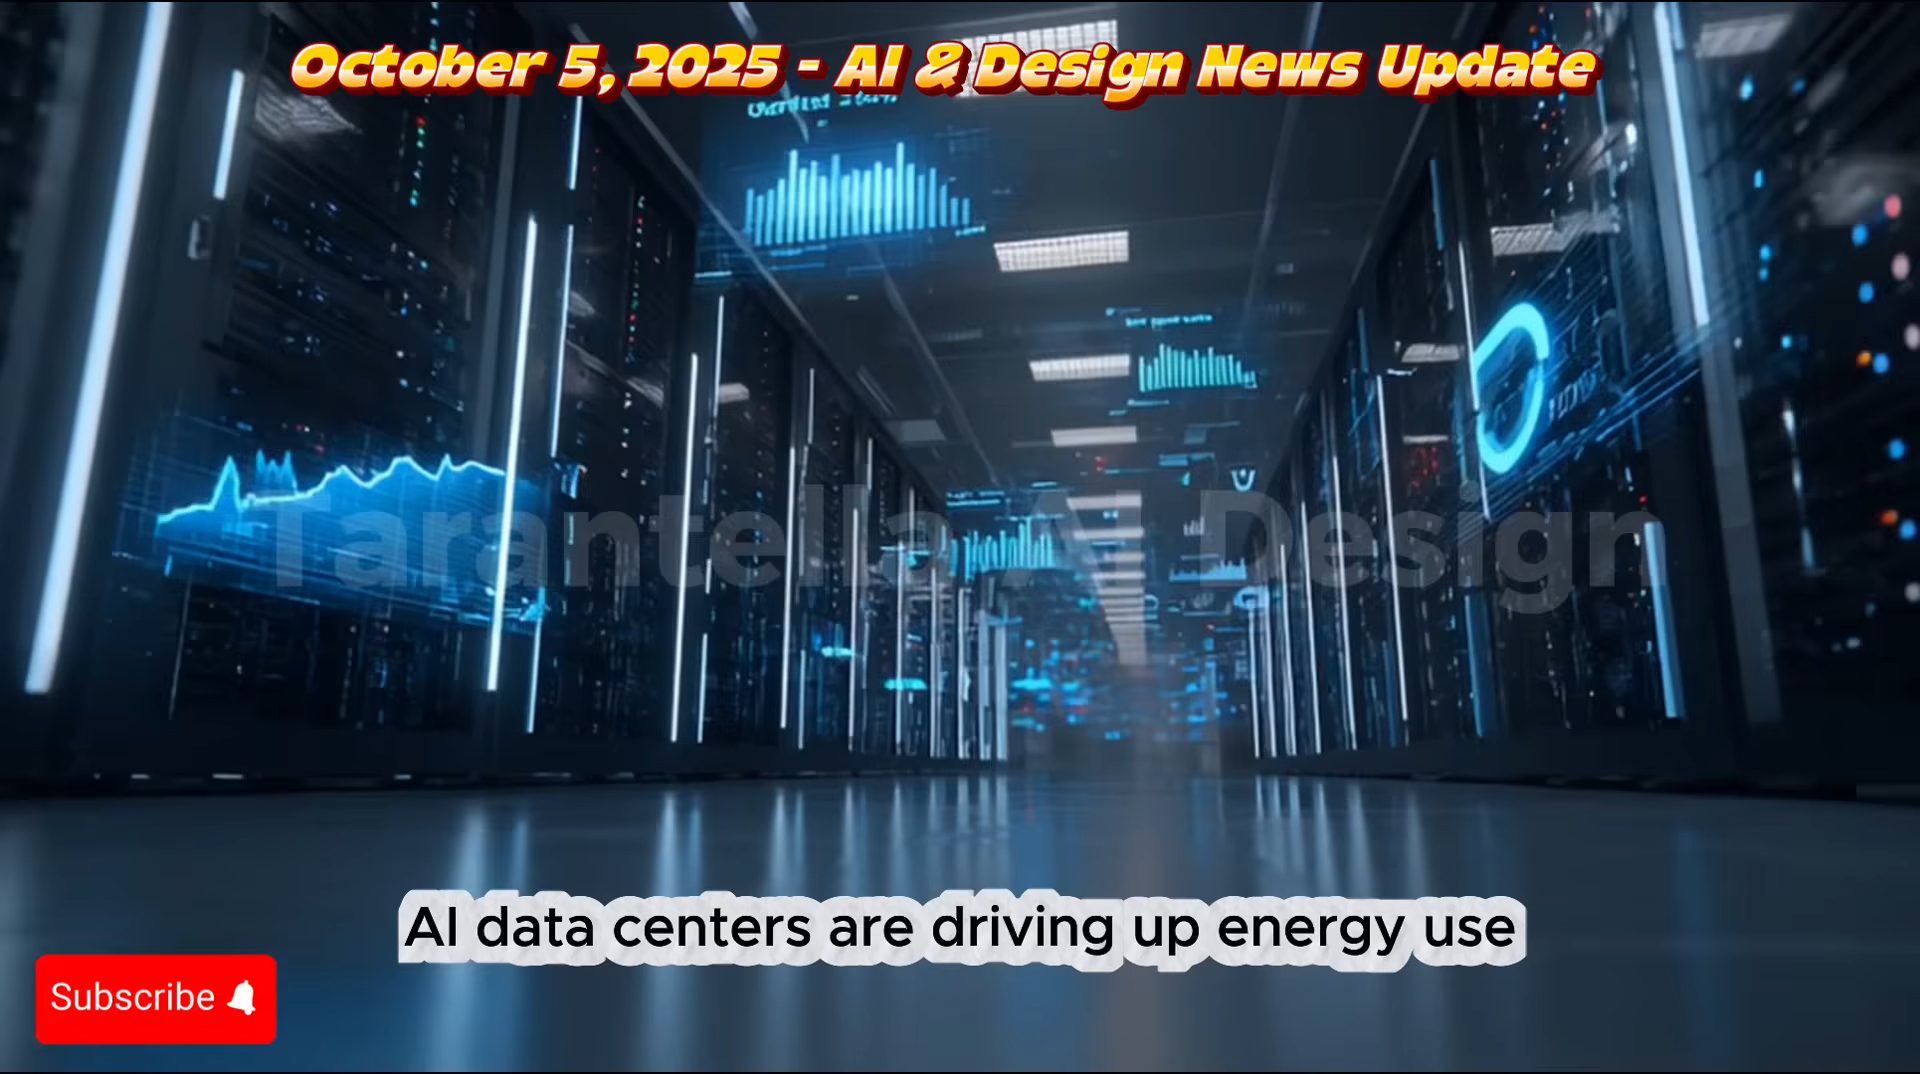 October 5, 2025 - AI & Design News Update
Tarantella AI Design
AI data centers are driving up energy use
Subscribe